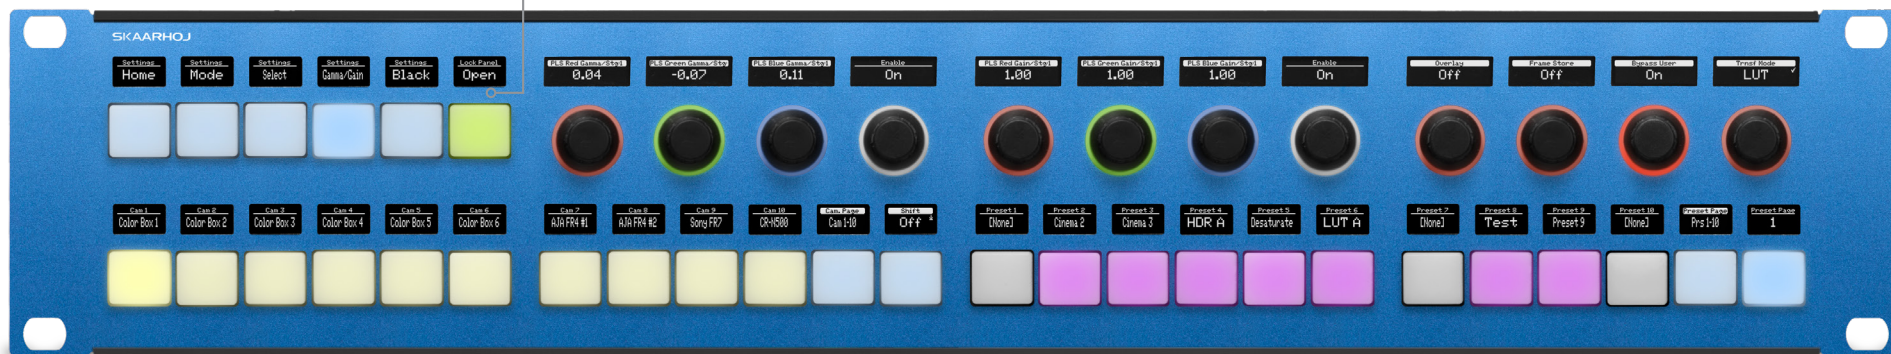 SKAARHOJ
Settings
Home
Settings
Mode
Settings
Select
Settings
Gamma/Gain
Settings
Black
Lock Panel
Open
PLS Red Gamma/Stg1
0.04
PLS Green Gamma/Stg
-0.07
PLS Blue Gamma/Stg1
0.11
Enable
On
PLS Red Gain/Stg1
1.00
PLS Green Gain/Stg1
1.00
PLS Blue Gain/Stg1
1.00
Enable
On
Overlay
Off
Frame Store
Off
Bypass User
On
Trnsf Mode
LUT
Cam 1
Color Box 1
Cam 2
Color Box 2
Cam 3
Color Box 3
Cam 4
Color Box 4
Cam 5
Color Box 5
Cam 6
Color Box 6
Cam 7
AJA FR4 #1
Cam 8
AJA FR4 #2
Cam 9
Sony FR7
Cam 10
CR-N500
Cam. Page
Cam 1-10
Shift
Off
Preset 1
[None]
Preset 2
Cinema 2
Preset 3
Cinema 3
Preset 4
HDR A
Preset 5
Desaturate
Preset 6
LUT A
Preset 7
[None]
Preset 8
Test
Preset 9
Preset 9
Preset 10
[None]
Preset Page
Prs 1-10
Preset Page
1